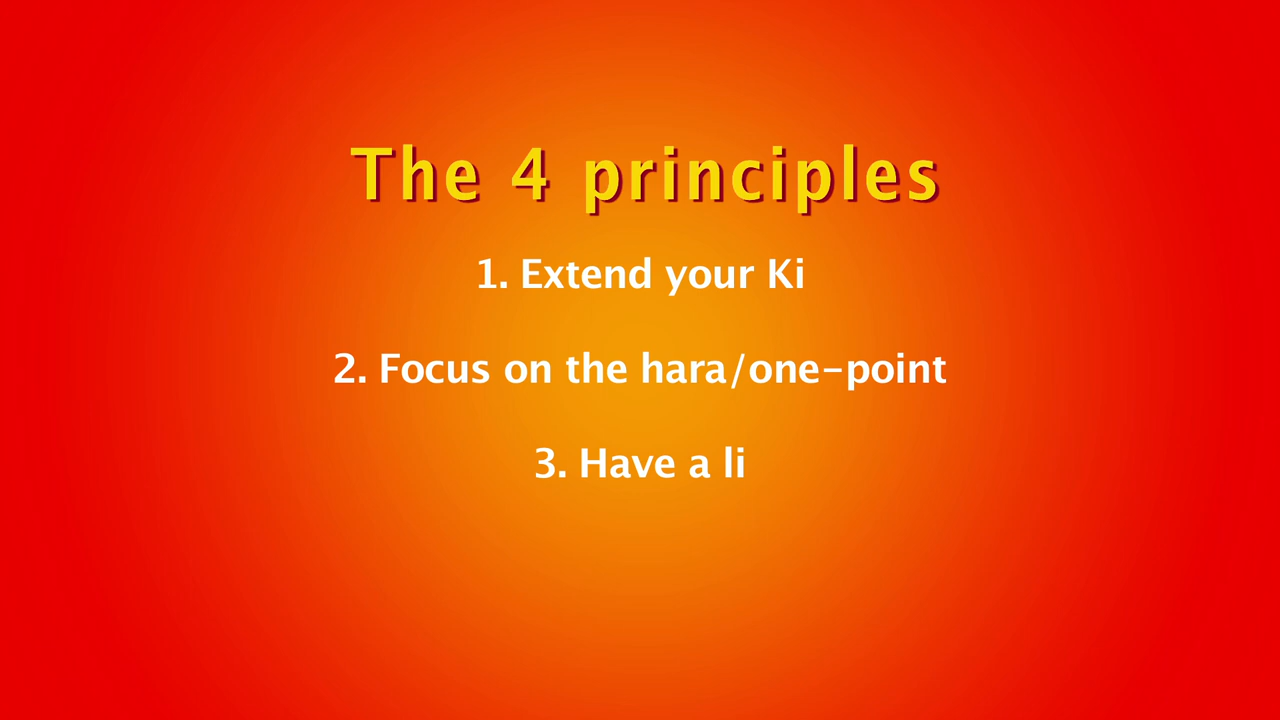 The 4 principles
1. Extend your Ki
2. Focus on the hara/one-point
3. Have a li